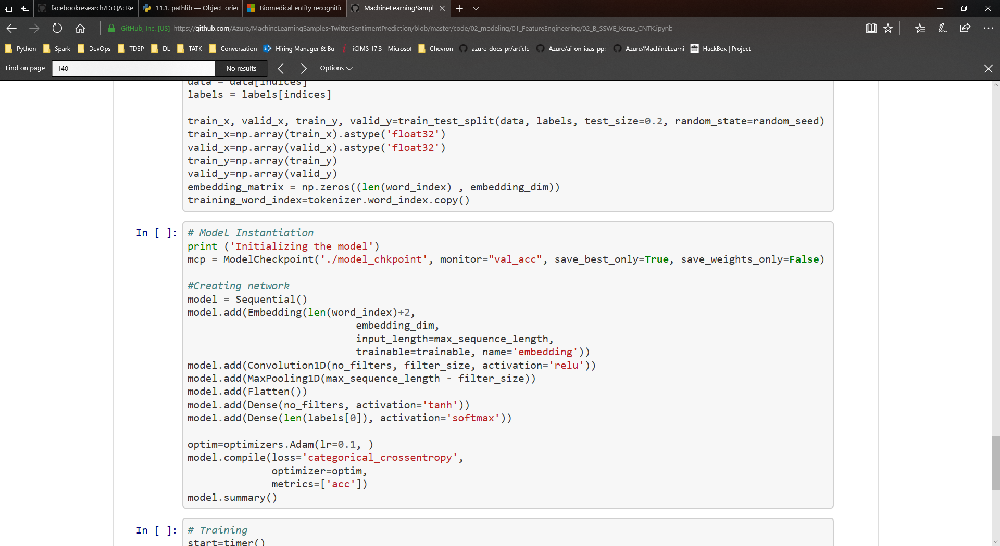 facebookresearch/DrQA: Re
11.1. pathlib — Object-orie
Biomedical entity recognitic
MachineLearningSampl
GitHub, Inc. [US] https://github.com/Azure/MachineLearningSamples-TwitterSentimentPrediction/blob/master/code/02_modeling/01_FeatureEngineering/02_B_SSWE_Keras_CNTK.ipynb
Python Spark DevOps TDSP DL TATK Conversation Hiring Manager & Bu iCIMS 17.3 - Microsof Chevron azure-docs-pr/article: Azure/ai-on-iaas-pp: Azure/MachineLearni HackBox | Project
Find on page 140 No results Options
data = data[indices]
labels = labels[indices]
train_x, valid_x, train_y, valid_y=train_test_split(data, labels, test_size=0.2, random_state=random_seed)
train_x=np.array(train_x).astype('float32')
valid_x=np.array(valid_x).astype('float32')
train_y=np.array(train_y)
valid_y=np.array(valid_y)
embedding_matrix = np.zeros((len(word_index) , embedding_dim))
training_word_index=tokenizer.word_index.copy()
In [ ]: # Model Instantiation
print ('Initializing the model')
mcp = ModelCheckpoint('./model_chkpoint', monitor="val_acc", save_best_only=True, save_weights_only=False)
#Creating network
model = Sequential()
model.add(Embedding(len(word_index)+2,
embedding_dim,
input_length=max_sequence_length,
trainable=trainable, name='embedding'))
model.add(Convolution1D(no_filters, filter_size, activation='relu'))
model.add(MaxPooling1D(max_sequence_length - filter_size))
model.add(Flatten())
model.add(Dense(no_filters, activation='tanh'))
model.add(Dense(len(labels[0]), activation='softmax'))
optim=optimizers.Adam(lr=0.1, )
model.compile(loss='categorical_crossentropy',
optimizer=optim,
metrics=['acc'])
model.summary()
In [ ]: # Training
start=timer()